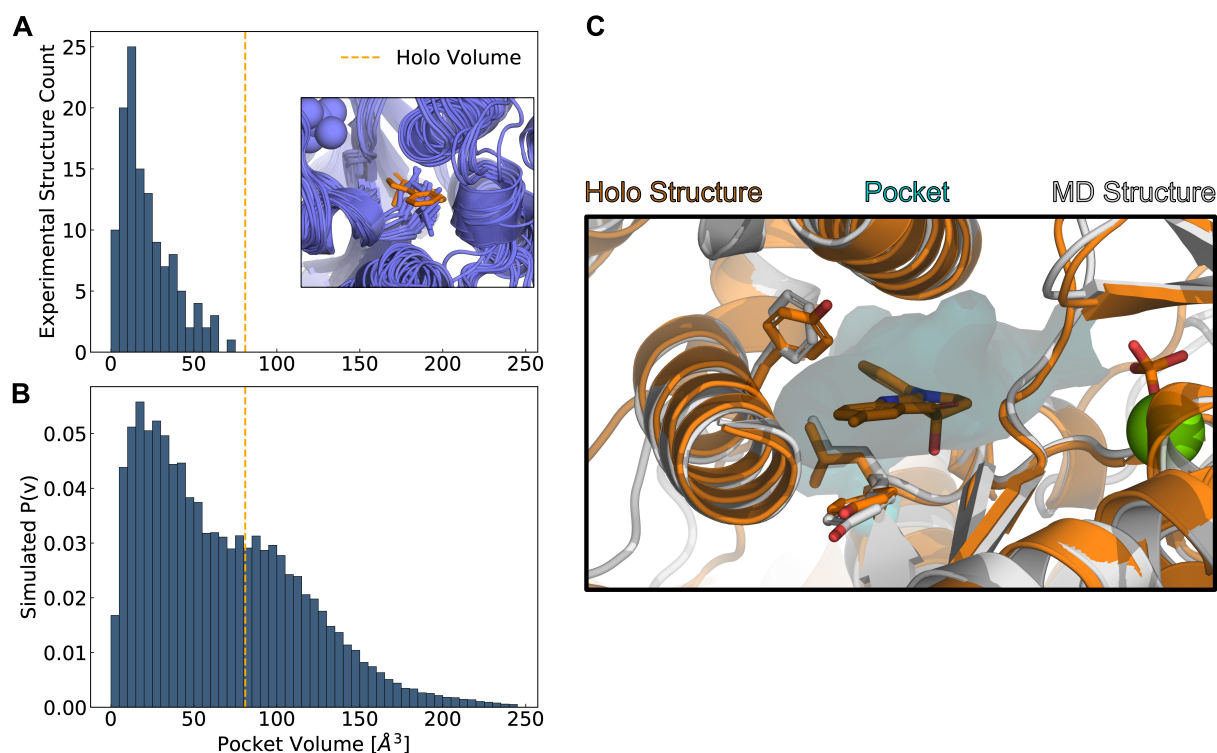 A
Experimental Structure Count
25
20
15
10
5
0
Holo Volume
0 50 100 150 200 250
B
Simulated P(v)
0.05
0.04
0.03
0.02
0.01
0.00
0 50 100 150 200 250
Pocket Volume [Å³]
C
Holo Structure Pocket MD Structure